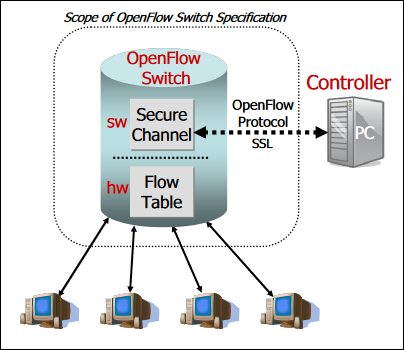 Scope of OpenFlow Switch Specification
OpenFlow
Switch
sw
Secure
Channel
hw
Flow
Table
OpenFlow
Protocol
SSL
Controller
PC